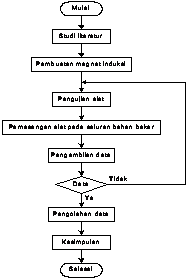 Mulai
Studi literatur
Pembuatan magnet induksi
Pengujian alat
Pemasangan alat pada saluran bahan bakar
Pengambilan data
Data
Tidak
Ya
Pengolahan data
Kesimpulan
Selesai